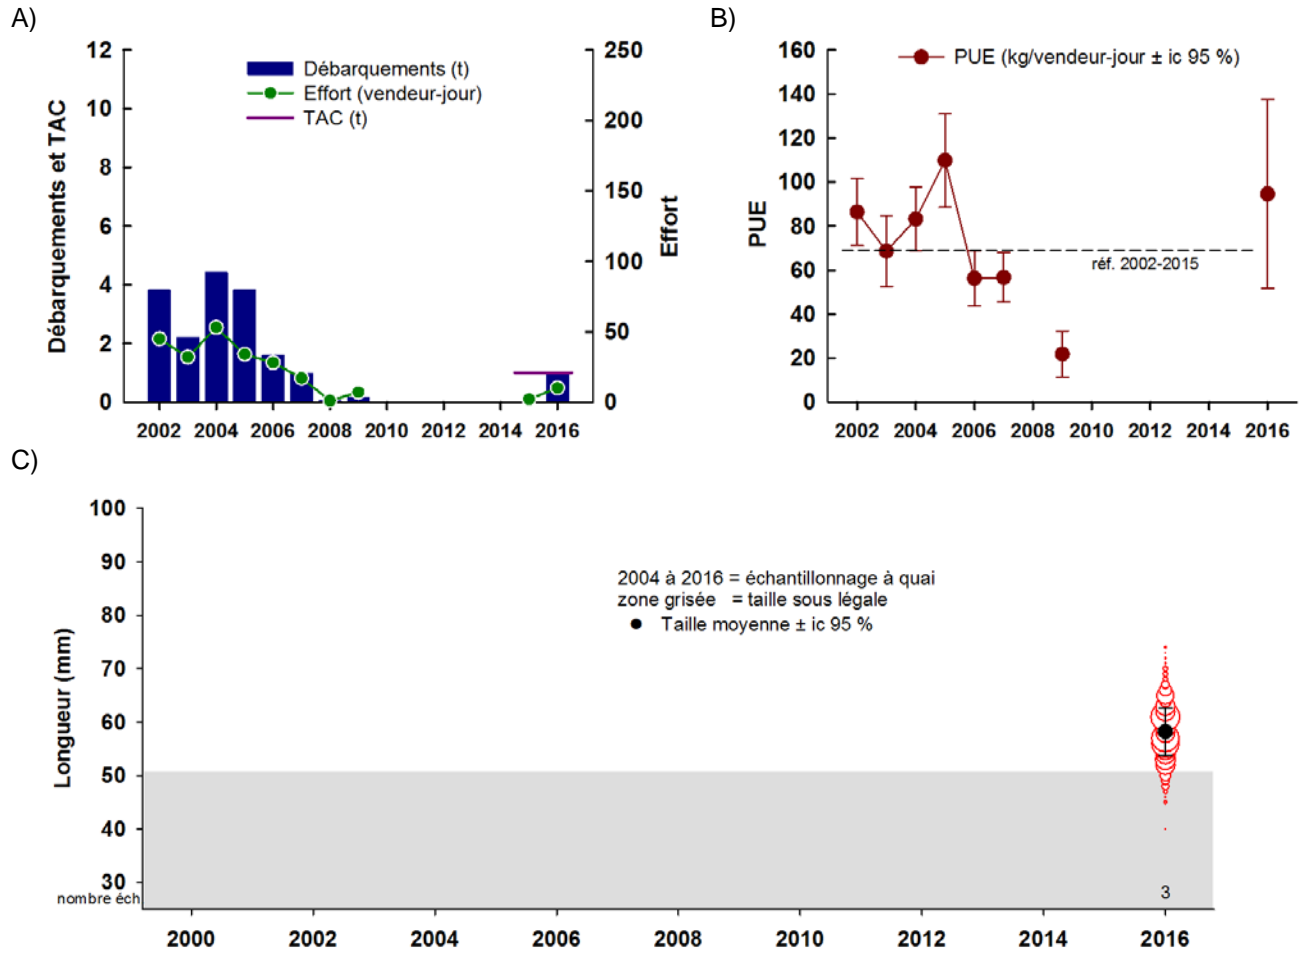 A)
12
10
8
6
4
2
0
Débarquements et TAC
Débarquements (t)
Effort (vendeur-jour)
TAC (t)
250
200
150
100
50
0
Effort
2002 2004 2006 2008 2010 2012 2014 2016
B)
160
140
120
100
80
60
40
20
0
PUE
PUE (kg/vendeur-jour ± ic 95 %)
réf. 2002-2015
2002 2004 2006 2008 2010 2012 2014 2016
C)
100
90
80
70
60
50
40
30
Longueur (mm)
2004 à 2016 = échantillonnage à quai
zone grisée = taille sous légale
Taille moyenne ± ic 95 %
nombre éch
3
2000 2002 2004 2006 2008 2010 2012 2014 2016